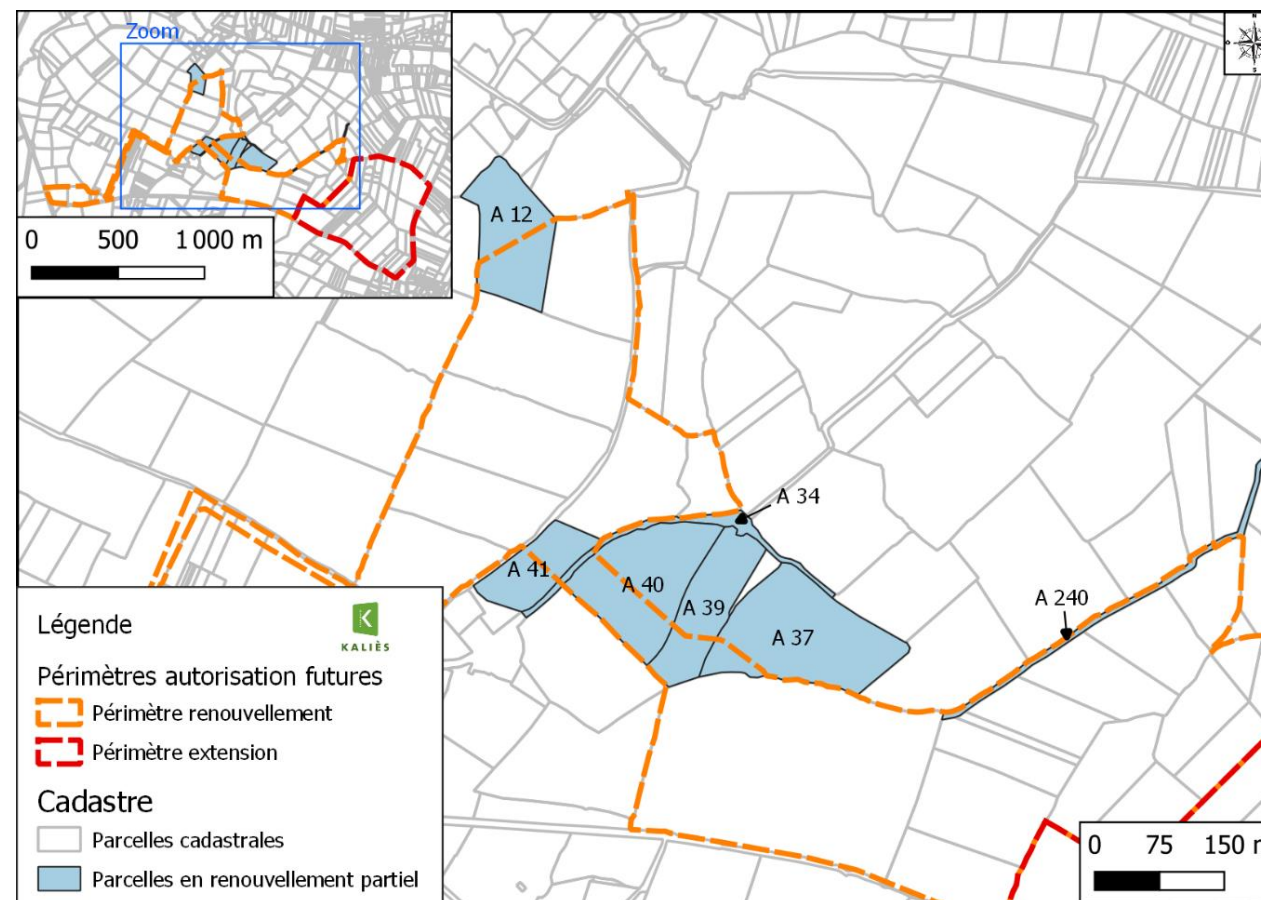 Zoom
0 500 1 000 m
N
O E
S
A 12
A 34
A 41
A 40
A 39
A 37
A 240
Légende
KALIÈS
Périmètres autorisation futures
Périmètre renouvellement
Périmètre extension
Cadastre
Parcelles cadastrales
Parcelles en renouvellement partiel
0 75 150 m